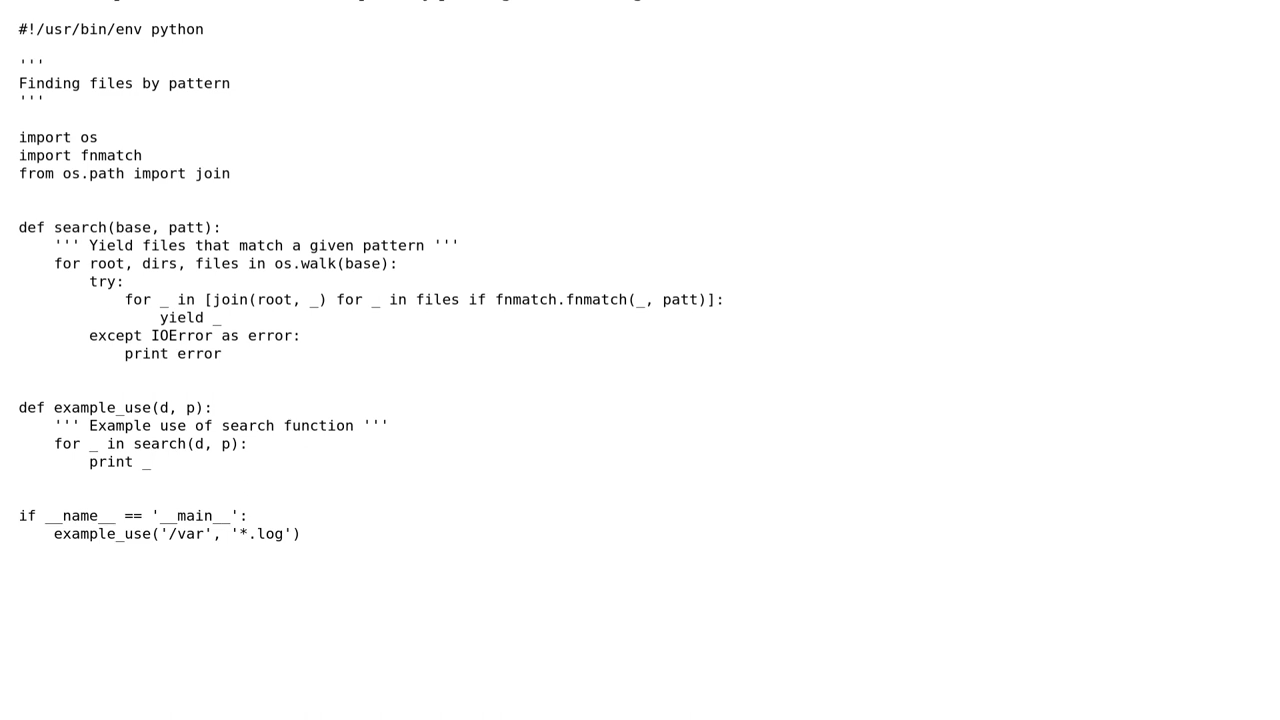 #!/usr/bin/env python
'''
Finding files by pattern
'''
import os
import fnmatch
from os.path import join
def search(base, patt):
    ''' Yield files that match a given pattern '''
    for root, dirs, files in os.walk(base):
        try:
            for _ in [join(root, _) for _ in files if fnmatch.fnmatch(_, patt)]:
                yield _
        except IOError as error:
            print error
def example_use(d, p):
    ''' Example use of search function '''
    for _ in search(d, p):
        print _
if __name__ == '__main__':
    example_use('/var', '*.log')